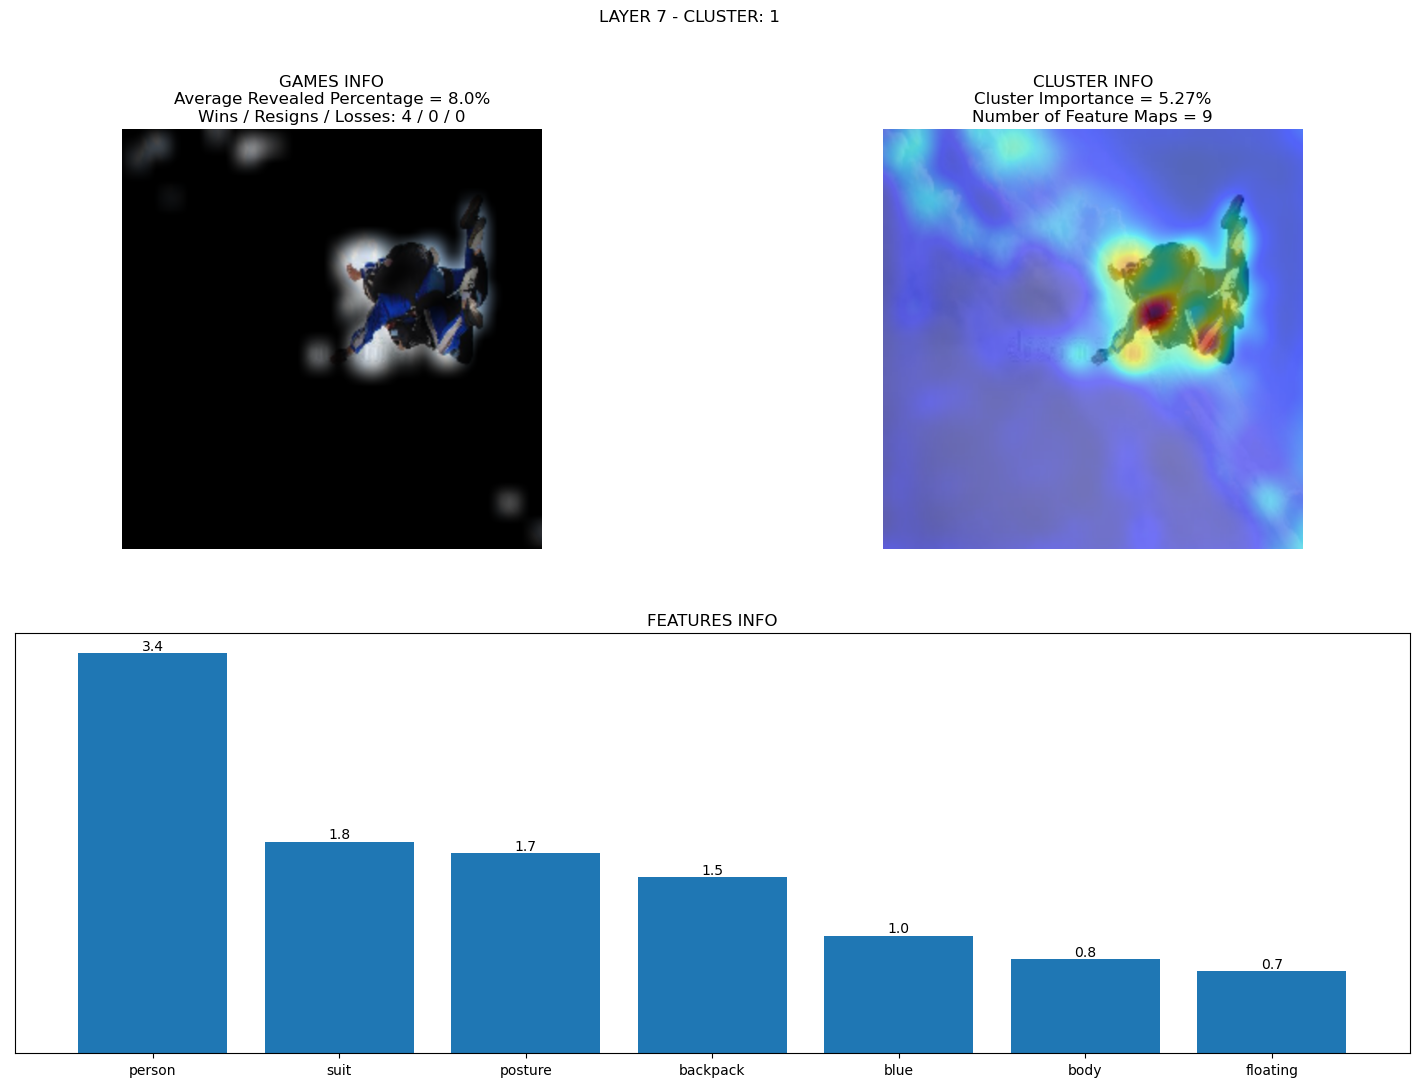 LAYER 7 - CLUSTER: 1
GAMES INFO
Average Revealed Percentage = 8.0%
Wins / Resigns / Losses: 4 / 0 / 0
CLUSTER INFO
Cluster Importance = 5.27%
Number of Feature Maps = 9
FEATURES INFO
3.4
1.8
1.7
1.5
1.0
0.8
0.7
person
suit
posture
backpack
blue
body
floating